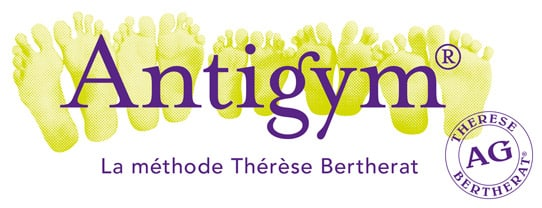 Antigym®
La méthode Thérèse Bertherat
THERESE
AG
BERTHERAT®